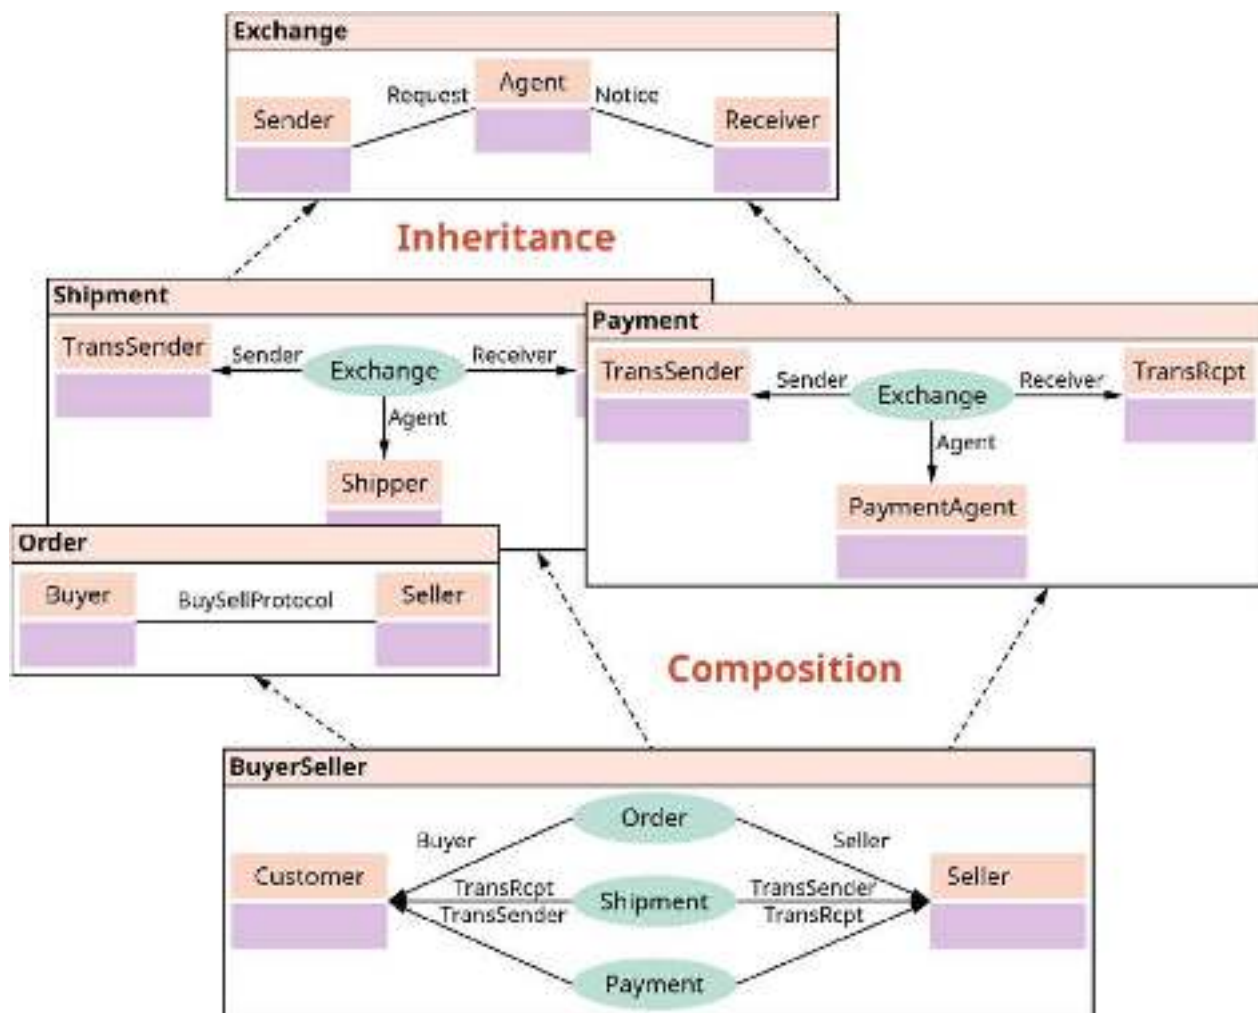 Exchange
Agent
Request
Notice
Sender
Receiver
Inheritance
Shipment
TransSender
Sender
Exchange
Receiver
Agent
Shipper
Payment
TransSender
Sender
Exchange
Receiver
TransRcpt
Agent
PaymentAgent
Order
Buyer
BuySellProtocol
Seller
Composition
BuyerSeller
Order
Buyer
Seller
Customer
TransRcpt
Shipment
TransSender
Seller
TransSender
TransRcpt
Payment